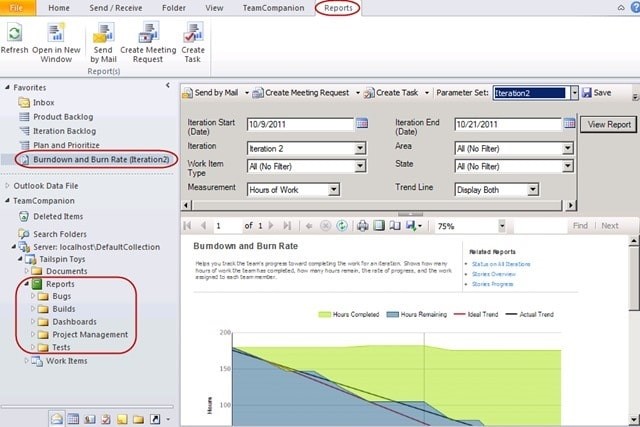 File Home Send / Receive Folder View TeamCompanion Reports
Refresh Open in New Window Send by Mail Create Meeting Request Create Task
Report(s)
Favorites
Inbox
Product Backlog
Iteration Backlog
Plan and Prioritize
Burndown and Burn Rate (Iteration2)
Outlook Data File
TeamCompanion
Deleted Items
Search Folders
Server: localhost\DefaultCollection
Tailspin Toys
Documents
Reports
Bugs
Builds
Dashboards
Project Management
Tests
Work Items
Send by Mail Create Meeting Request Create Task Parameter Set: Iteration2 Save
Iteration Start (Date) 10/9/2011 Iteration End (Date) 10/21/2011 View Report
Iteration Iteration 2 Area All (No Filter)
Work Item Type All (No Filter) State All (No Filter)
Measurement Hours of Work Trend Line Display Both
1 of 1 75% Find | Next
Burndown and Burn Rate
Helps you track the team's progress toward completing the work for an iteration. Shows how many
hours of work the team has completed, how many hours remain, the rate of progress, and the work
assigned to each team member.
Related Reports
Status on All Iterations
Stories Overview
Stories Progress
Hours Completed Hours Remaining Ideal Trend Actual Trend
200
150
100
Hours